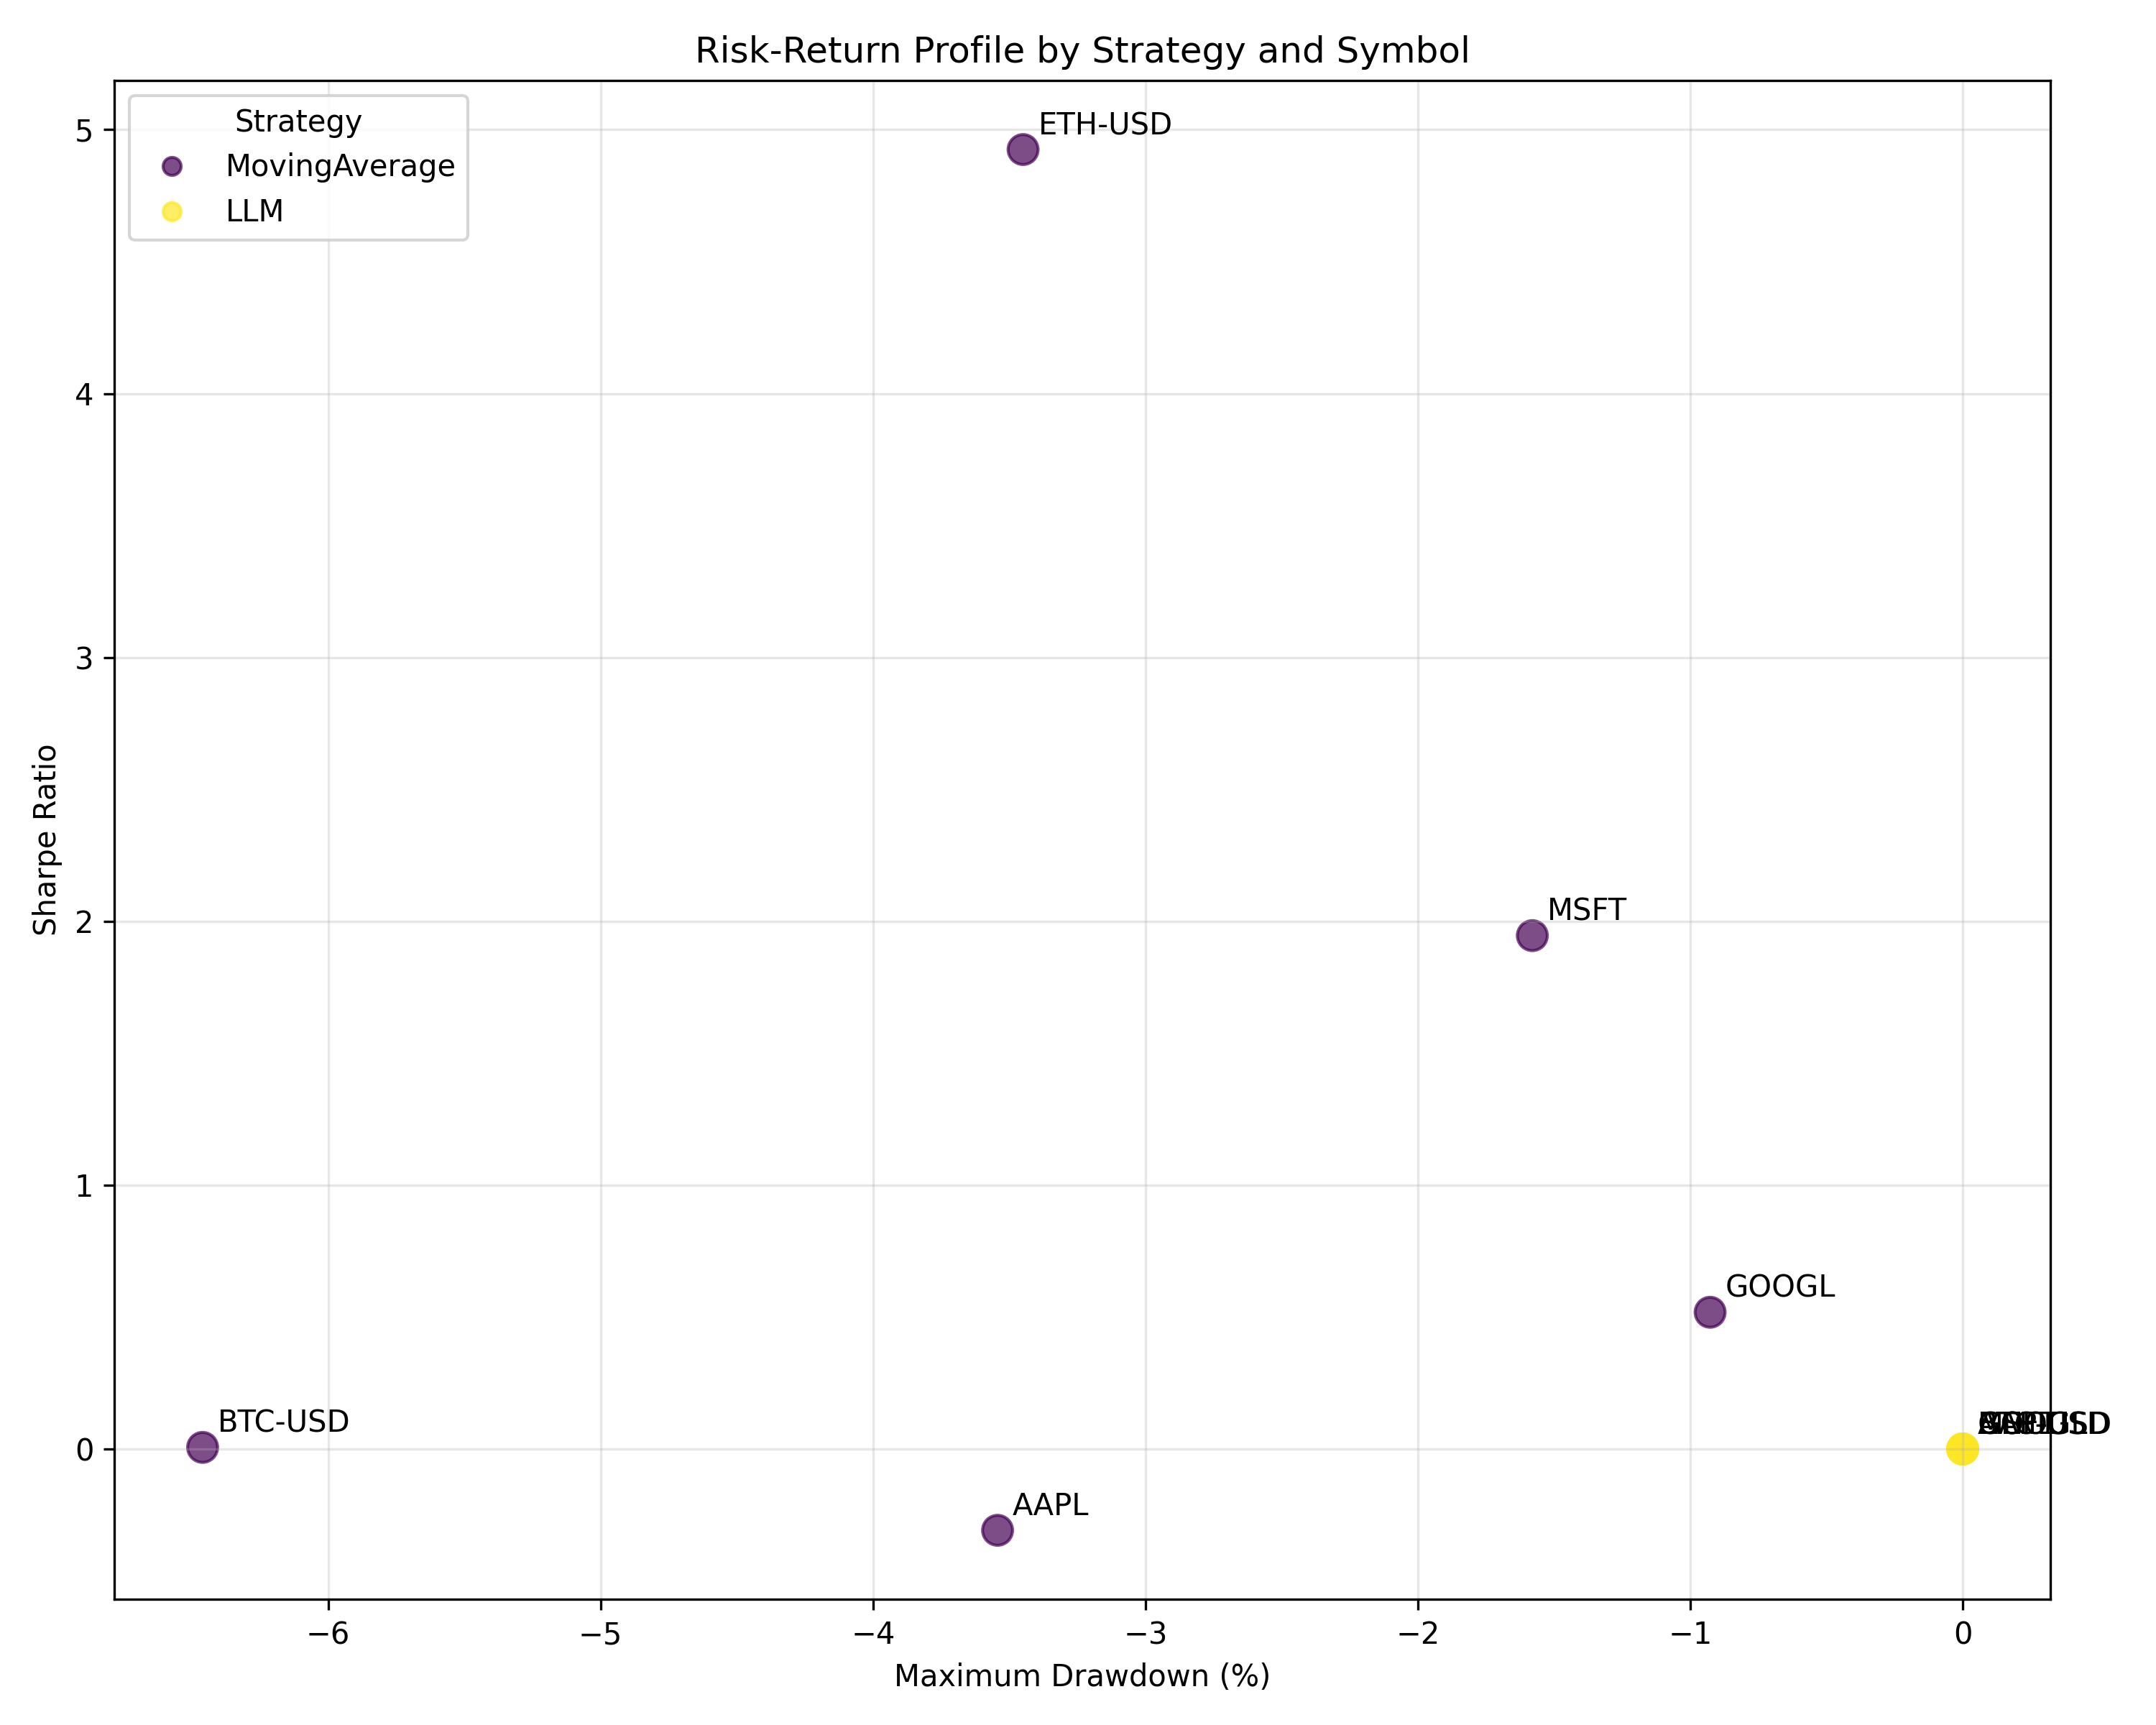 Risk-Return Profile by Strategy and Symbol
Strategy
MovingAverage
LLM
ETH-USD
MSFT
GOOGL
BTC-USD
AAPL
5
4
3
2
1
0
Sharpe Ratio
−6
−5
−4
−3
−2
−1
0
Maximum Drawdown (%)